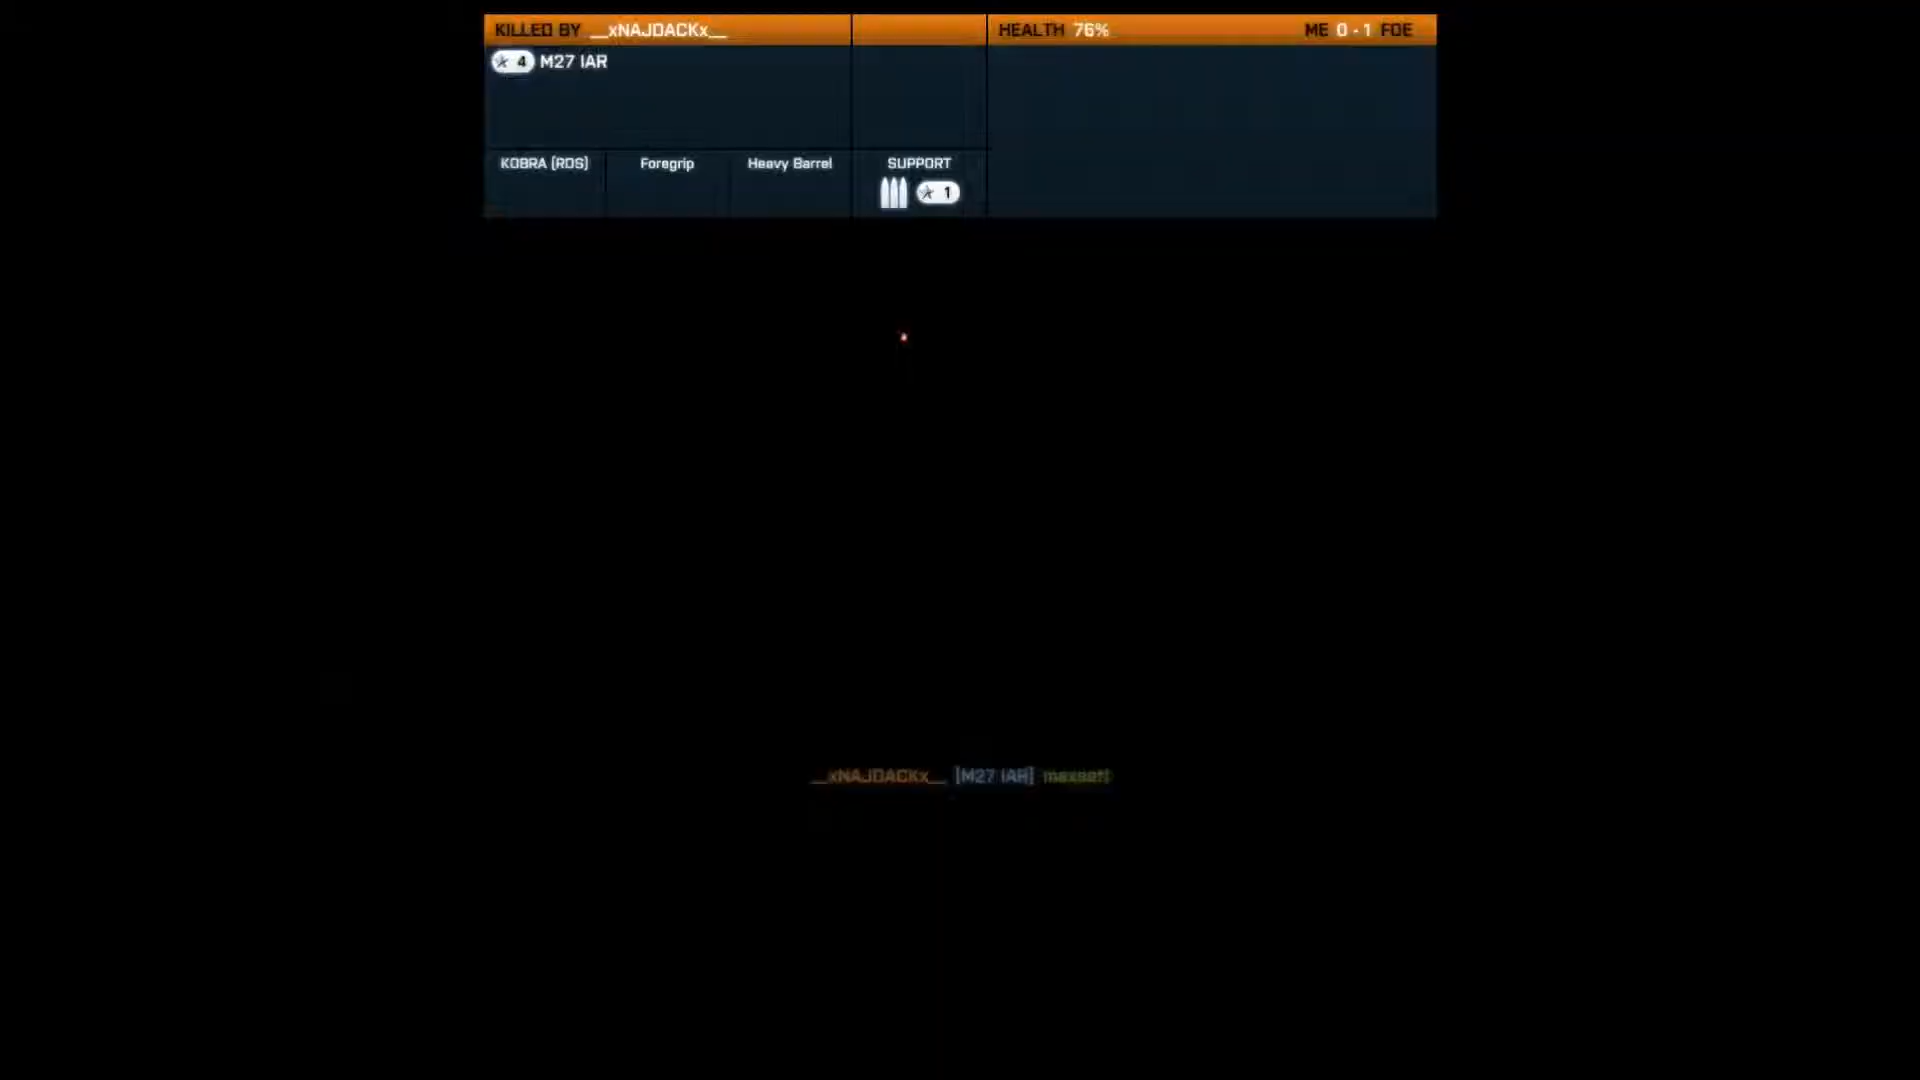 KILLED BY __xNAJDACKx__ HEALTH 76% ME 0 - 1 FOE
4 M27 IAR
KOBRA (RDS) Foregrip Heavy Barrel SUPPORT
1
__xNAJDACKx__ [M27 IAR]